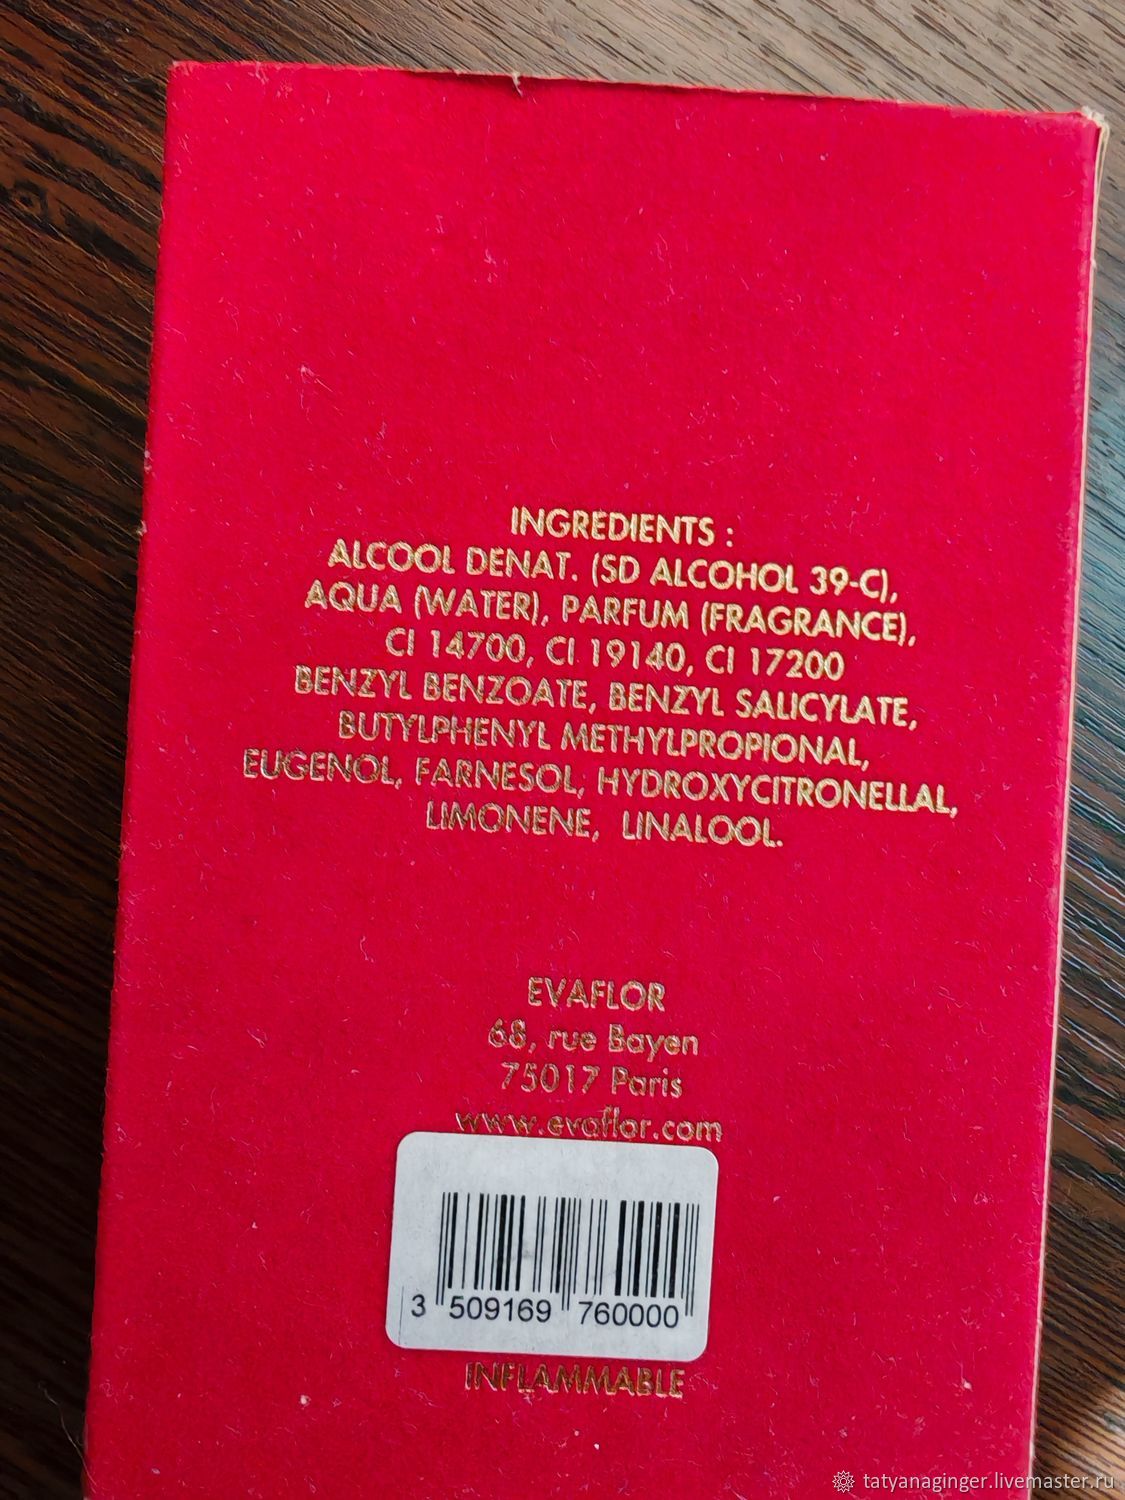 INGREDIENTS :
ALCOOL DENAT. (SD ALCOHOL 39-C),
AQUA (WATER), PARFUM (FRAGRANCE),
CI 14700, CI 19140, CI 17200
BENZYL BENZOATE, BENZYL SALICYLATE,
BUTYLPHENYL METHYLPROPIONAL,
EUGENOL, FARNESOL, HYDROXYCITRONELLAL,
LIMONENE, LINALOOL.
EVAFLOR
68, rue Bayen
75017 Paris
www.evaflor.com
3 509169 760000
INFLAMMABLE
tatyanaginger.livemaster.ru